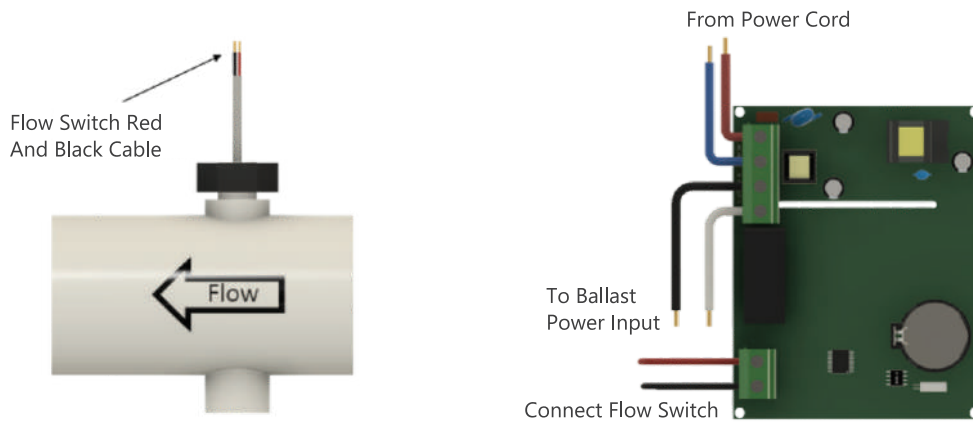 From Power Cord
Flow Switch Red
And Black Cable
Flow
To Ballast
Power Input
Connect Flow Switch